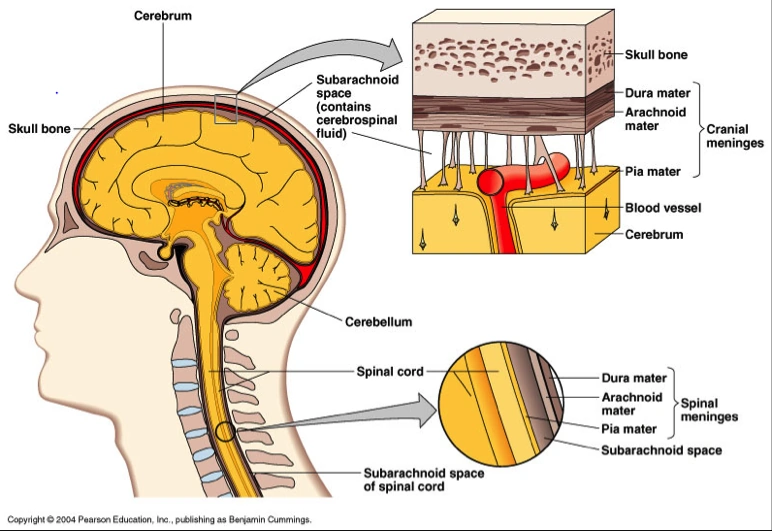 Cerebrum
Skull bone
Subarachnoid
space
(contains
cerebrospinal
fluid)
Skull bone
Dura mater
Arachnoid
mater
Cranial
meninges
Pia mater
Blood vessel
Cerebrum
Cerebellum
Spinal cord
Dura mater
Arachnoid
mater
Spinal
meninges
Pia mater
Subarachnoid space
Subarachnoid space
of spinal cord
Copyright © 2004 Pearson Education, Inc., publishing as Benjamin Cummings.